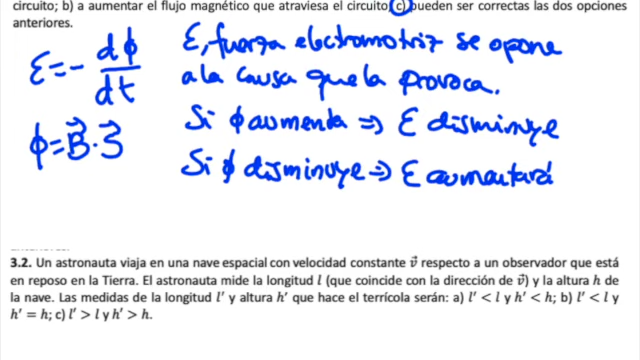 circuito; b) a aumentar el flujo magnético que atraviesa el circuito; c) pueden ser correctas las dos opciones
anteriores.
ε = - dϕ/dt
ϕ = B⃗ · S⃗
ε, fuerza electromotriz se opone
a la causa que la provoca.
Si ϕ aumenta => ε disminuye
Si ϕ disminuye => ε aumentará
3.2. Un astronauta viaja en una nave espacial con velocidad constante v⃗ respecto a un observador que está
en reposo en la Tierra. El astronauta mide la longitud l (que coincide con la dirección de v⃗) y la altura h de
la nave. Las medidas de la longitud l′ y altura h′ que hace el terrícola serán: a) l′ < l y h′ < h; b) l′ < l y
h′ = h; c) l′ > l y h′ > h.